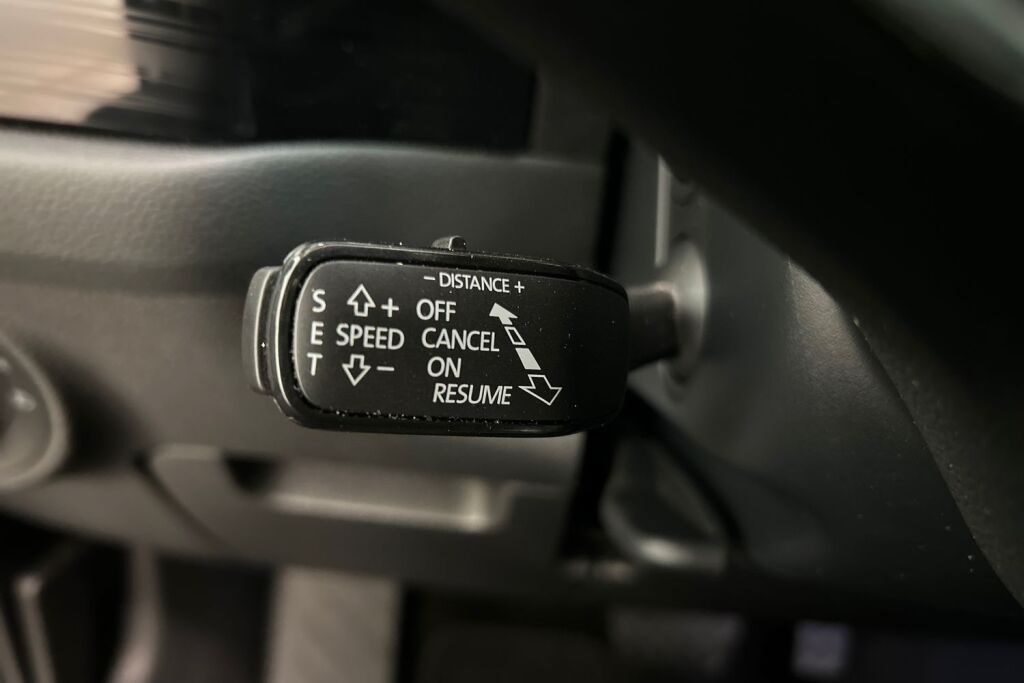 − DISTANCE +
S
E
T
+
SPEED
−
OFF
CANCEL
ON
RESUME